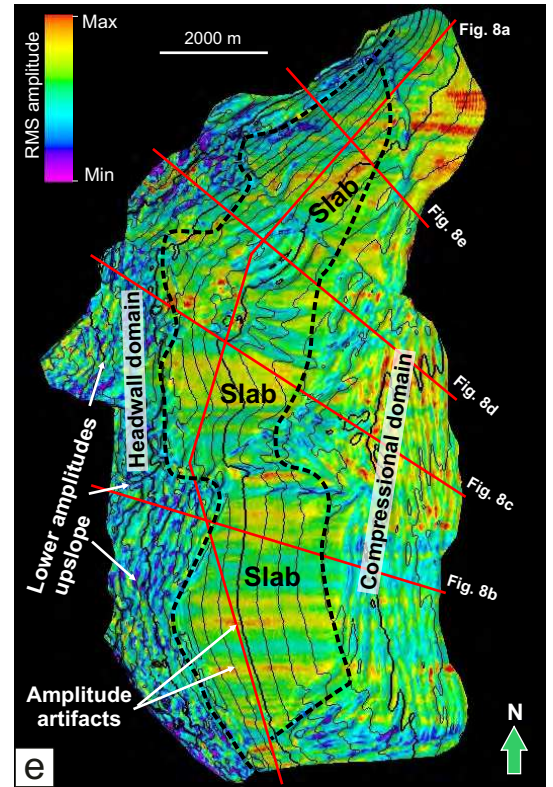 Max
RMS amplitude
Min
2000 m
Fig. 8a
Slab
Fig. 8e
Headwall domain
Slab
Fig. 8d
Compressional domain
Fig. 8c
Lower amplitudes
upslope
Fig. 8b
Slab
Amplitude
artifacts
N
e